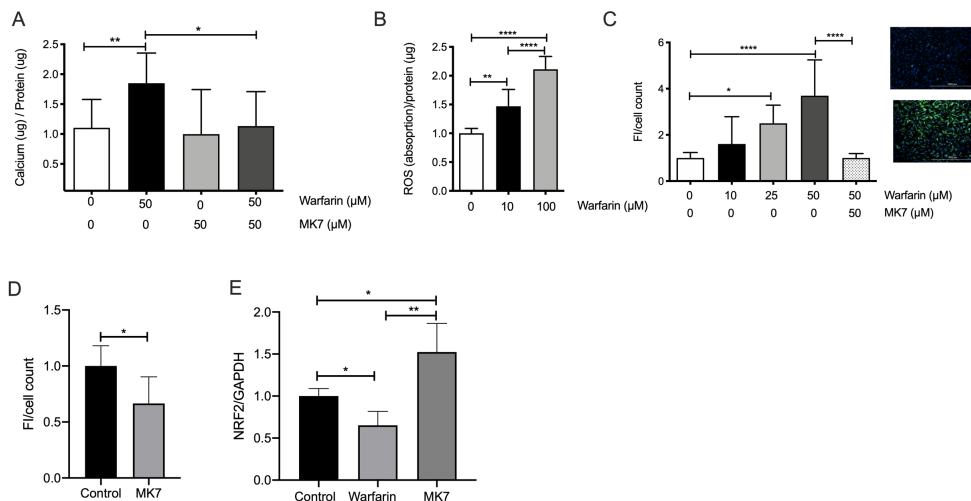 A
Calcium (ug) / Protein (ug)
2.5
2.0
1.5
1.0
0.5
**
*
0 50 0 50 Warfarin (µM)
0 0 50 50 MK7 (µM)
B
ROS (absoprtion)/protein (µg)
2.5
2.0
1.5
1.0
0.5
0.0
****
****
**
0 10 100 Warfarin (µM)
C
FI/cell count
6
4
2
0
****
****
*
0 10 25 50 50 Warfarin (µM)
0 0 0 0 50 MK7 (µM)
D
FI/cell count
1.5
1.0
0.5
0.0
*
Control MK7
E
NRF2/GAPDH
2.0
1.5
1.0
0.5
0.0
*
**
*
Control Warfarin MK7